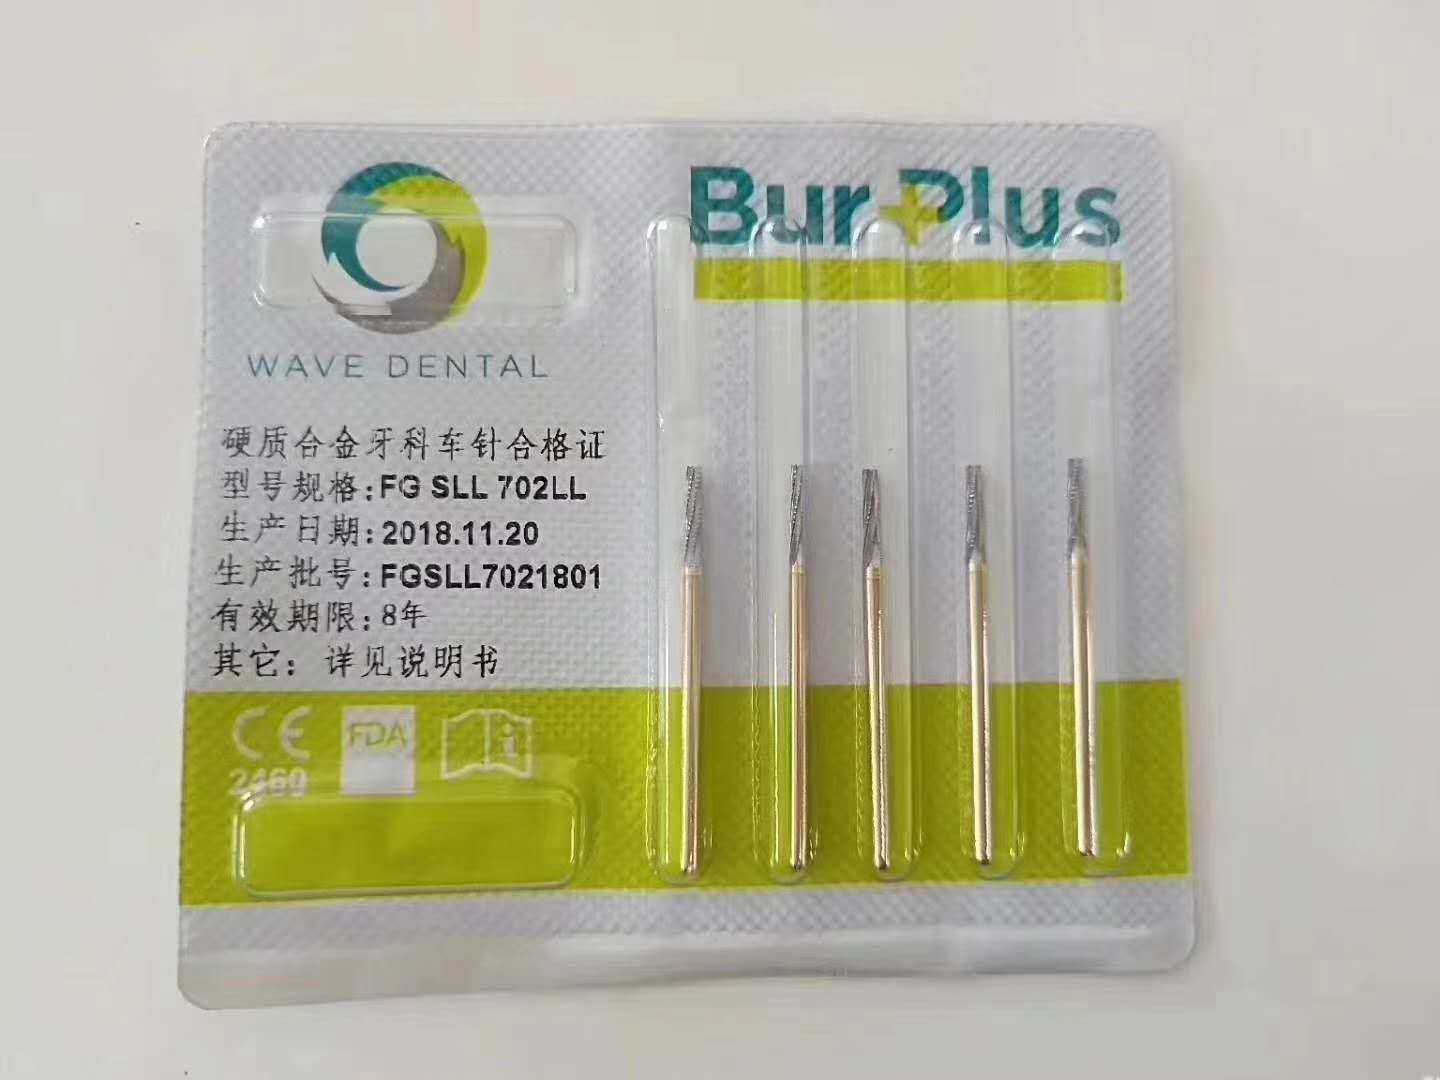 Bur Plus
WAVE DENTAL
硬质合金牙科车针合格证
型号规格:FG SLL 702LL
生产日期:2018.11.20
生产批号:FGSLL7021801
有效期限:8年
其它：详见说明书
CE FDA
2460